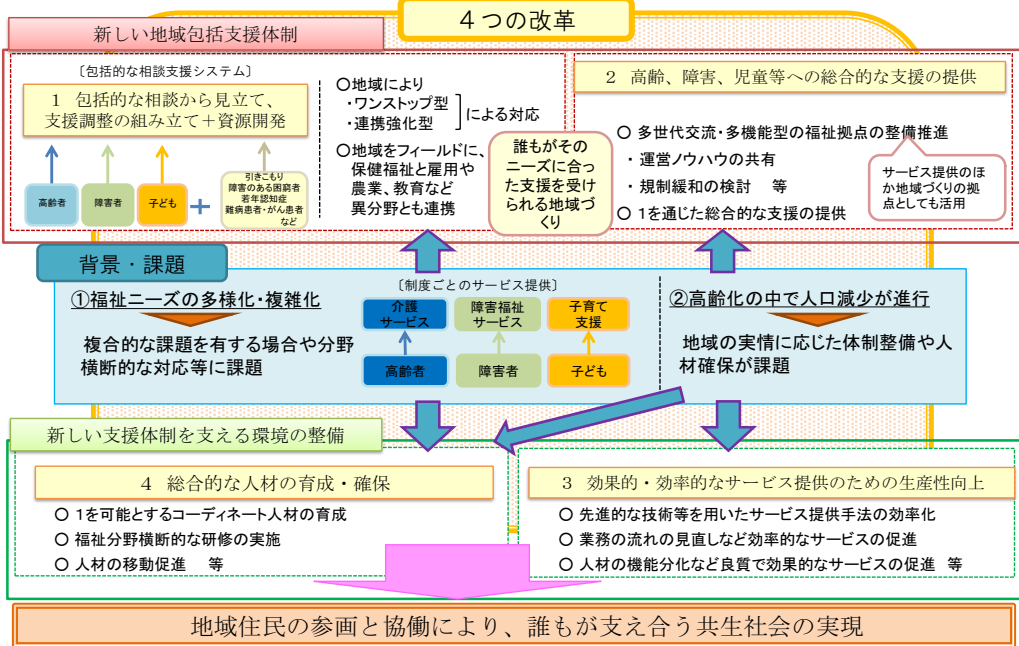 4つの改革
新しい地域包括支援体制
〔包括的な相談支援システム〕
1 包括的な相談から見立て、
支援調整の組み立て＋資源開発
高齢者
障害者
子ども
＋
引きこもり
障害のある困窮者
若年認知症
難病患者・がん患者
など
○地域により
・ワンストップ型
・連携強化型
による対応
○地域をフィールドに、
保健福祉と雇用や
農業、教育など
異分野とも連携
誰もがその
ニーズに合っ
た支援を受け
られる地域づ
くり
2 高齢、障害、児童等への総合的な支援の提供
○ 多世代交流・多機能型の福祉拠点の整備推進
・運営ノウハウの共有
・規制緩和の検討 等
○ 1を通じた総合的な支援の提供
サービス提供のほ
か地域づくりの拠
点としても活用
背景・課題
①福祉ニーズの多様化・複雑化
複合的な課題を有する場合や分野
横断的な対応等に課題
〔制度ごとのサービス提供〕
介護
サービス
障害福祉
サービス
子育て
支援
高齢者
障害者
子ども
②高齢化の中で人口減少が進行
地域の実情に応じた体制整備や人
材確保が課題
新しい支援体制を支える環境の整備
4 総合的な人材の育成・確保
○ 1を可能とするコーディネート人材の育成
○ 福祉分野横断的な研修の実施
○ 人材の移動促進 等
3 効果的・効率的なサービス提供のための生産性向上
○ 先進的な技術等を用いたサービス提供手法の効率化
○ 業務の流れの見直しなど効率的なサービスの促進
○ 人材の機能分化など良質で効果的なサービスの促進 等
地域住民の参画と協働により、誰もが支え合う共生社会の実現